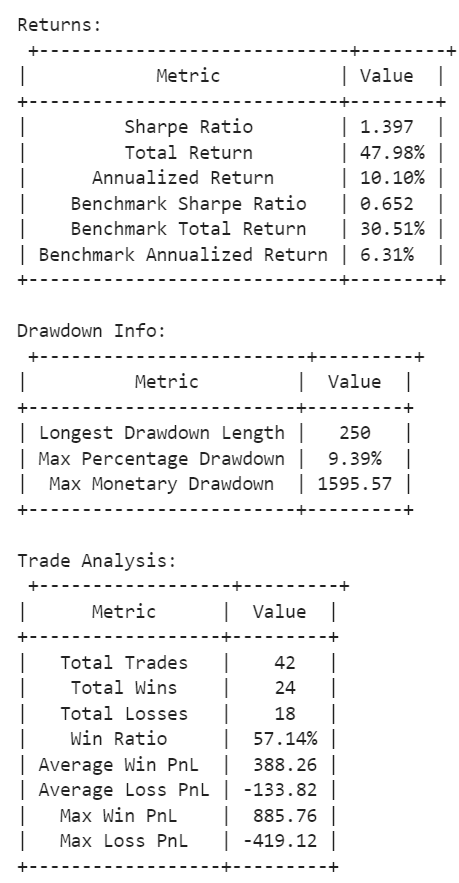 Returns:
+------------------------------+--------+
| Metric | Value |
+------------------------------+--------+
| Sharpe Ratio | 1.397 |
| Total Return | 47.98% |
| Annualized Return | 10.10% |
| Benchmark Sharpe Ratio | 0.652 |
| Benchmark Total Return | 30.51% |
| Benchmark Annualized Return | 6.31% |
+------------------------------+--------+
Drawdown Info:
+-------------------------+---------+
| Metric | Value |
+-------------------------+---------+
| Longest Drawdown Length | 250 |
| Max Percentage Drawdown | 9.39% |
| Max Monetary Drawdown | 1595.57 |
+-------------------------+---------+
Trade Analysis:
+------------------+---------+
| Metric | Value |
+------------------+---------+
| Total Trades | 42 |
| Total Wins | 24 |
| Total Losses | 18 |
| Win Ratio | 57.14% |
| Average Win PnL | 388.26 |
| Average Loss PnL | -133.82 |
| Max Win PnL | 885.76 |
| Max Loss PnL | -419.12 |
+------------------+---------+